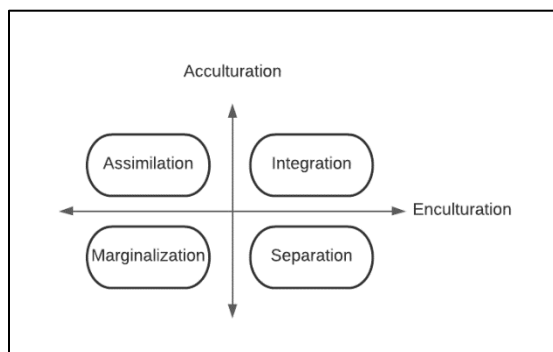 Acculturation
Assimilation
Integration
Enculturation
Marginalization
Separation